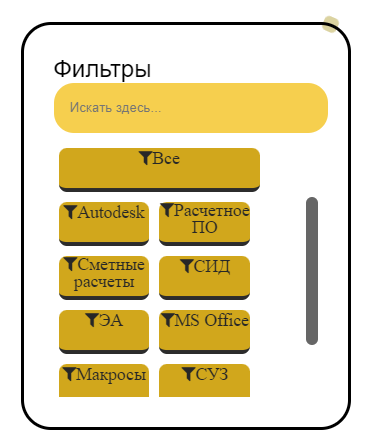 Фильтры
Искать здесь...
Все
Autodesk
Расчетное
ПО
Сметные
расчеты
СИД
ЭА
MS Office
Макросы
СУЗ